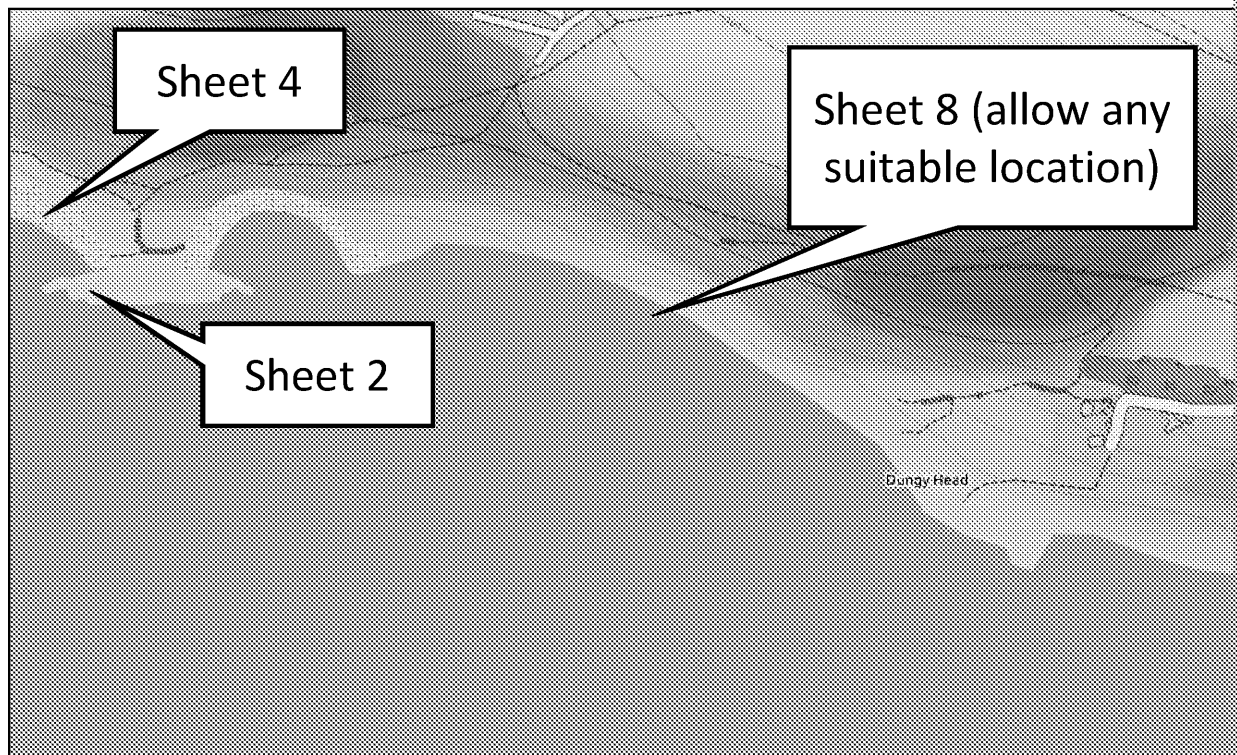 Sheet 4
Sheet 8 (allow any
suitable location)
Sheet 2
Dungy Head